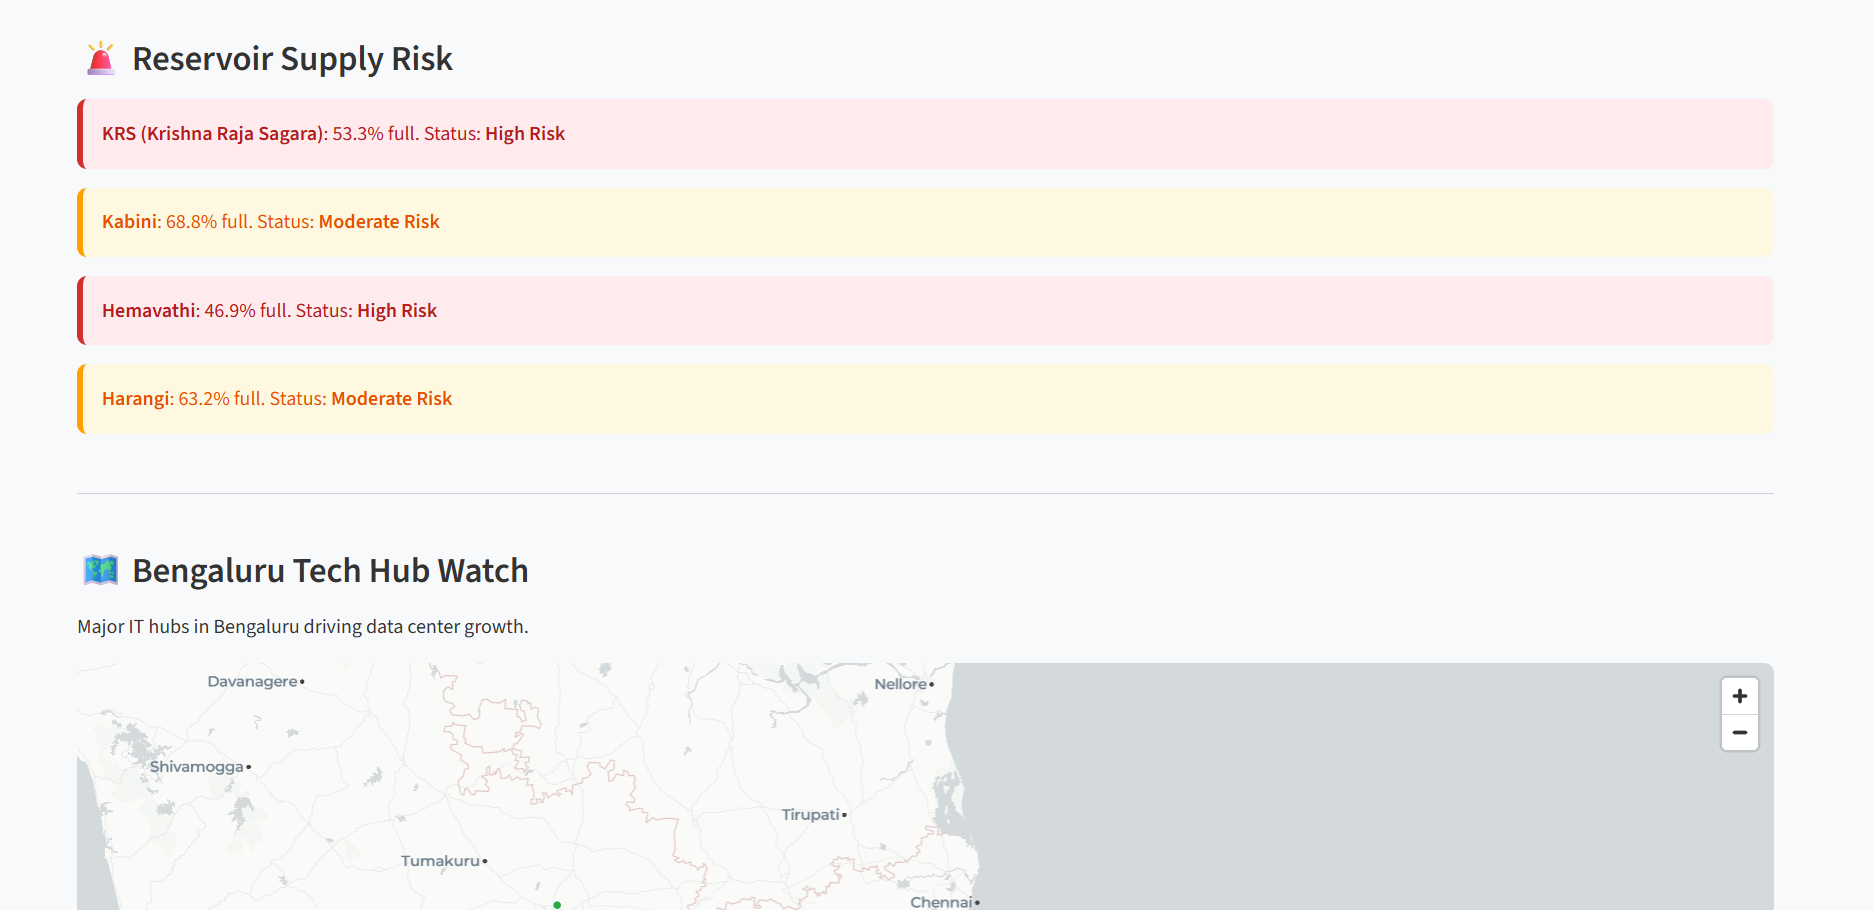 Reservoir Supply Risk
KRS (Krishna Raja Sagara): 53.3% full. Status: High Risk
Kabini: 68.8% full. Status: Moderate Risk
Hemavathi: 46.9% full. Status: High Risk
Harangi: 63.2% full. Status: Moderate Risk
Bengaluru Tech Hub Watch
Major IT hubs in Bengaluru driving data center growth.
Davanagere
Nellore
Shivamogga
Tirupati
Tumakuru
Chennai